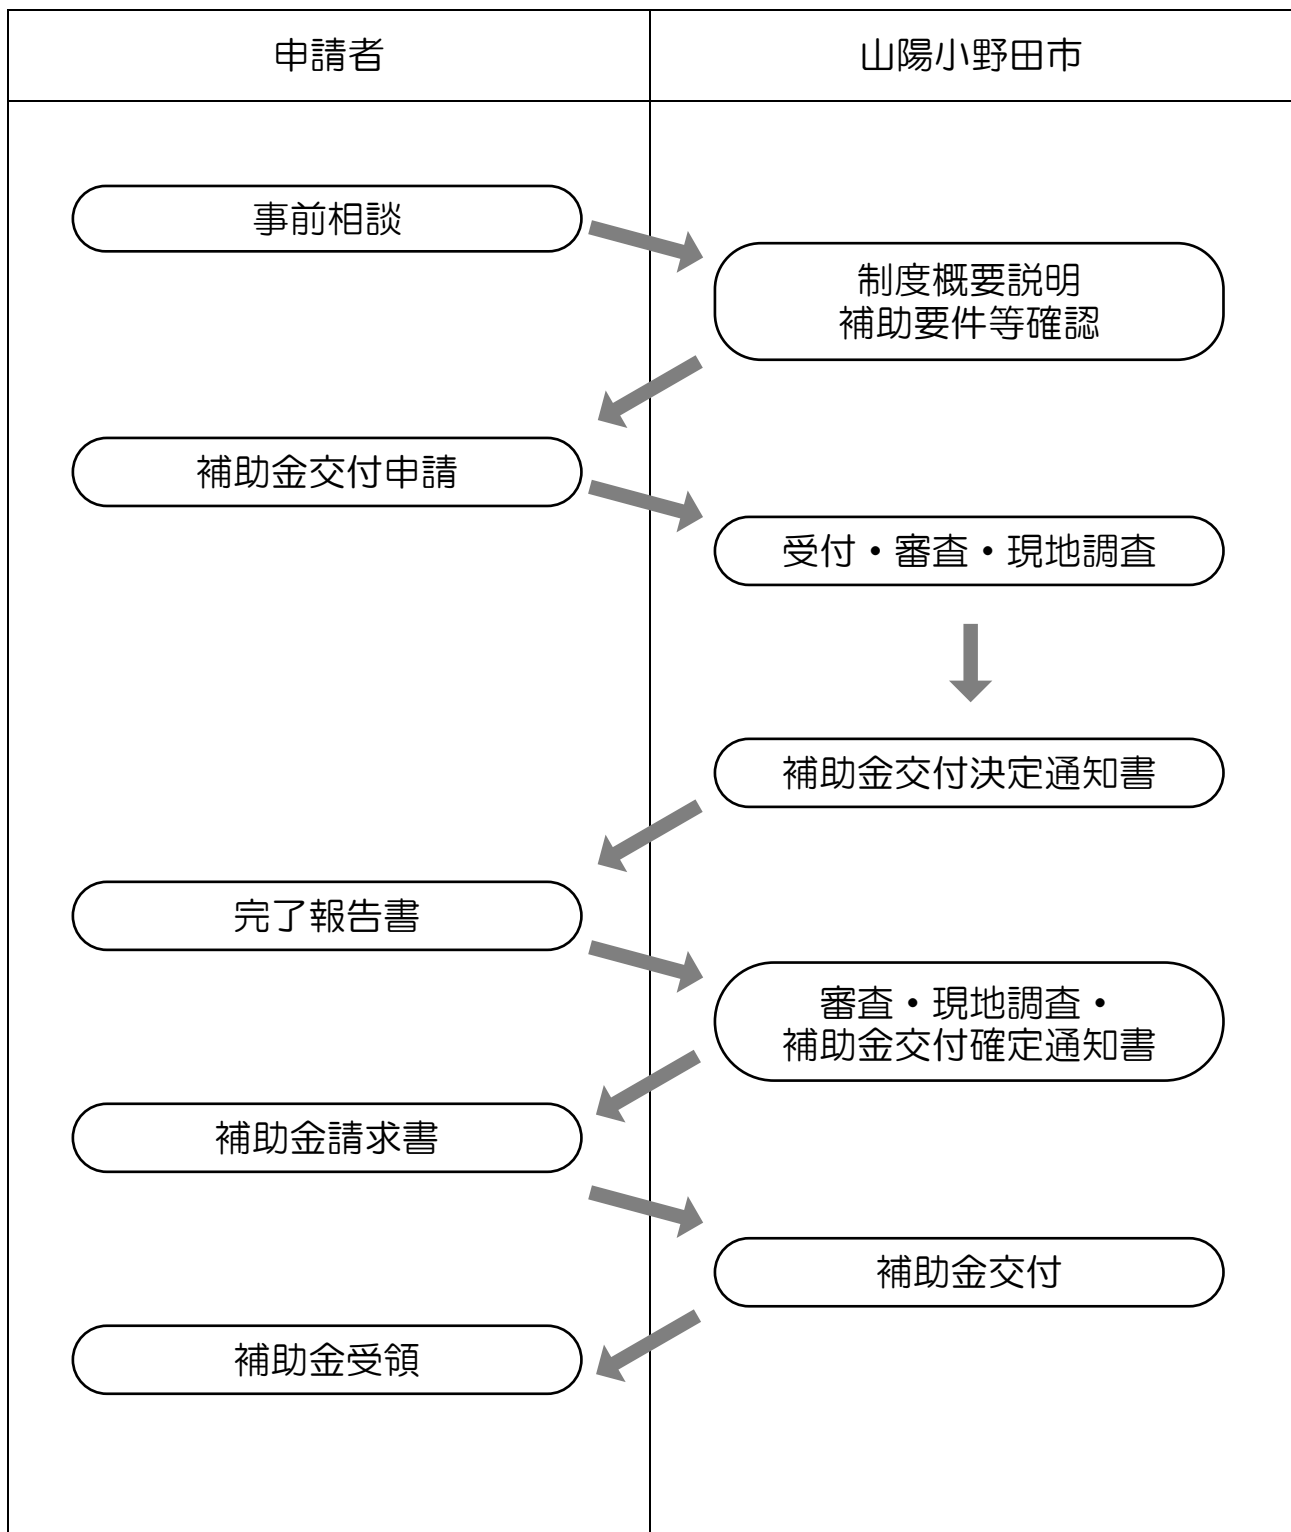 申請者
山陽小野田市
事前相談
制度概要説明
補助要件等確認
補助金交付申請
受付・審査・現地調査
補助金交付決定通知書
完了報告書
審査・現地調査・
補助金交付確定通知書
補助金請求書
補助金交付
補助金受領